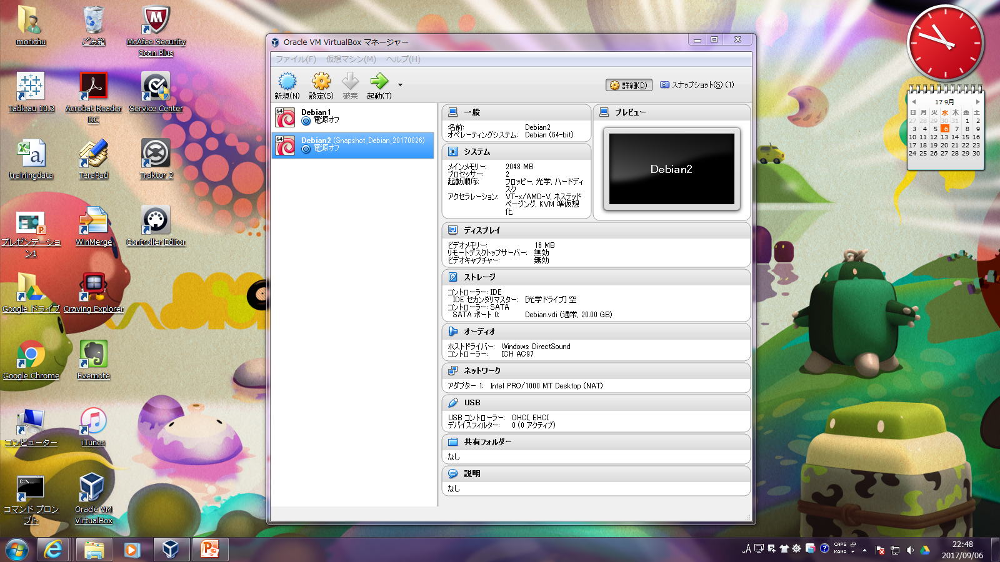 morichu
ごみ箱
McAfee Security
Scan Plus
Tableau 10.3
Acrobat Reader
DC
Service Center
trainingdata
TeraPad
Traktor 2
プレゼンテーショ
ン1
WinMerge
Controller Editor
Google ドライブ
Craving Explorer
Google Chrome
Evernote
コンピューター
iTunes
コマンド プロン
プト
Oracle VM
VirtualBox
Oracle VM VirtualBox マネージャー
ファイル(F) 仮想マシン(M) ヘルプ(H)
新規(N) 設定(S) 破棄 起動(T)
詳細(D) スナップショット(S) (1)
64 Debian1
電源オフ
64 Debian2 (Snapshot_Debian_20170826)
電源オフ
一般
名前: Debian2
オペレーティングシステム: Debian (64-bit)
システム
メインメモリー: 2048 MB
プロセッサー: 2
起動順序: フロッピー, 光学, ハードディ
スク
アクセラレーション: VT-x/AMD-V, ネステッド
ページング, KVM 準仮想
化
プレビュー
Debian2
ディスプレイ
ビデオメモリー: 16 MB
リモートデスクトップサーバー: 無効
ビデオキャプチャー: 無効
ストレージ
コントローラー: IDE
IDE セカンダリマスター: [光学ドライブ] 空
コントローラー: SATA
SATA ポート 0: Debian.vdi (通常, 20.00 GB)
オーディオ
ホストドライバー: Windows DirectSound
コントローラー: ICH AC97
ネットワーク
アダプター 1: Intel PRO/1000 MT Desktop (NAT)
USB
USB コントローラー: OHCI, EHCI
デバイスフィルター: 0 (0 アクティブ)
共有フォルダー
なし
説明
なし
17 9月
日 月 火 水 木 金 土
27 28 29 30 31 1 2
3 4 5 6 7 8 9
10 11 12 13 14 15 16
17 18 19 20 21 22 23
24 25 26 27 28 29 30
A CAPS
KANA
22:48
2017/09/06